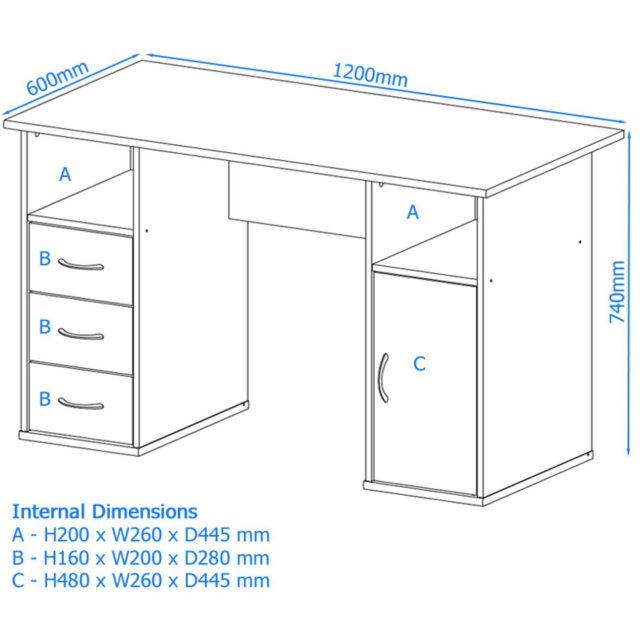 600mm
1200mm
A
A
B
B
B
C
740mm
Internal Dimensions
A - H200 x W260 x D445 mm
B - H160 x W200 x D280 mm
C - H480 x W260 x D445 mm